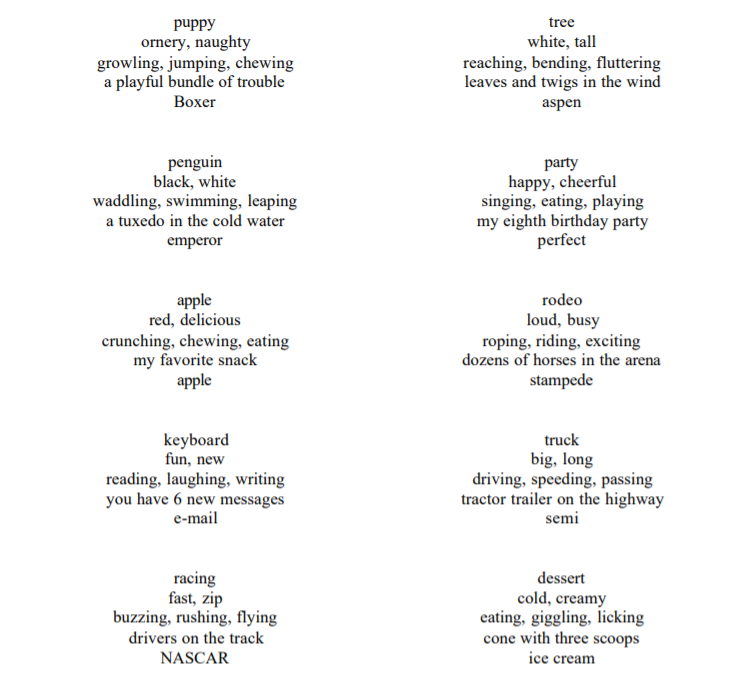 puppy
ornery, naughty
growling, jumping, chewing
a playful bundle of trouble
Boxer
tree
white, tall
reaching, bending, fluttering
leaves and twigs in the wind
aspen
penguin
black, white
waddling, swimming, leaping
a tuxedo in the cold water
emperor
party
happy, cheerful
singing, eating, playing
my eighth birthday party
perfect
apple
red, delicious
crunching, chewing, eating
my favorite snack
apple
rodeo
loud, busy
roping, riding, exciting
dozens of horses in the arena
stampede
keyboard
fun, new
reading, laughing, writing
you have 6 new messages
e-mail
truck
big, long
driving, speeding, passing
tractor trailer on the highway
semi
racing
fast, zip
buzzing, rushing, flying
drivers on the track
NASCAR
dessert
cold, creamy
eating, giggling, licking
cone with three scoops
ice cream